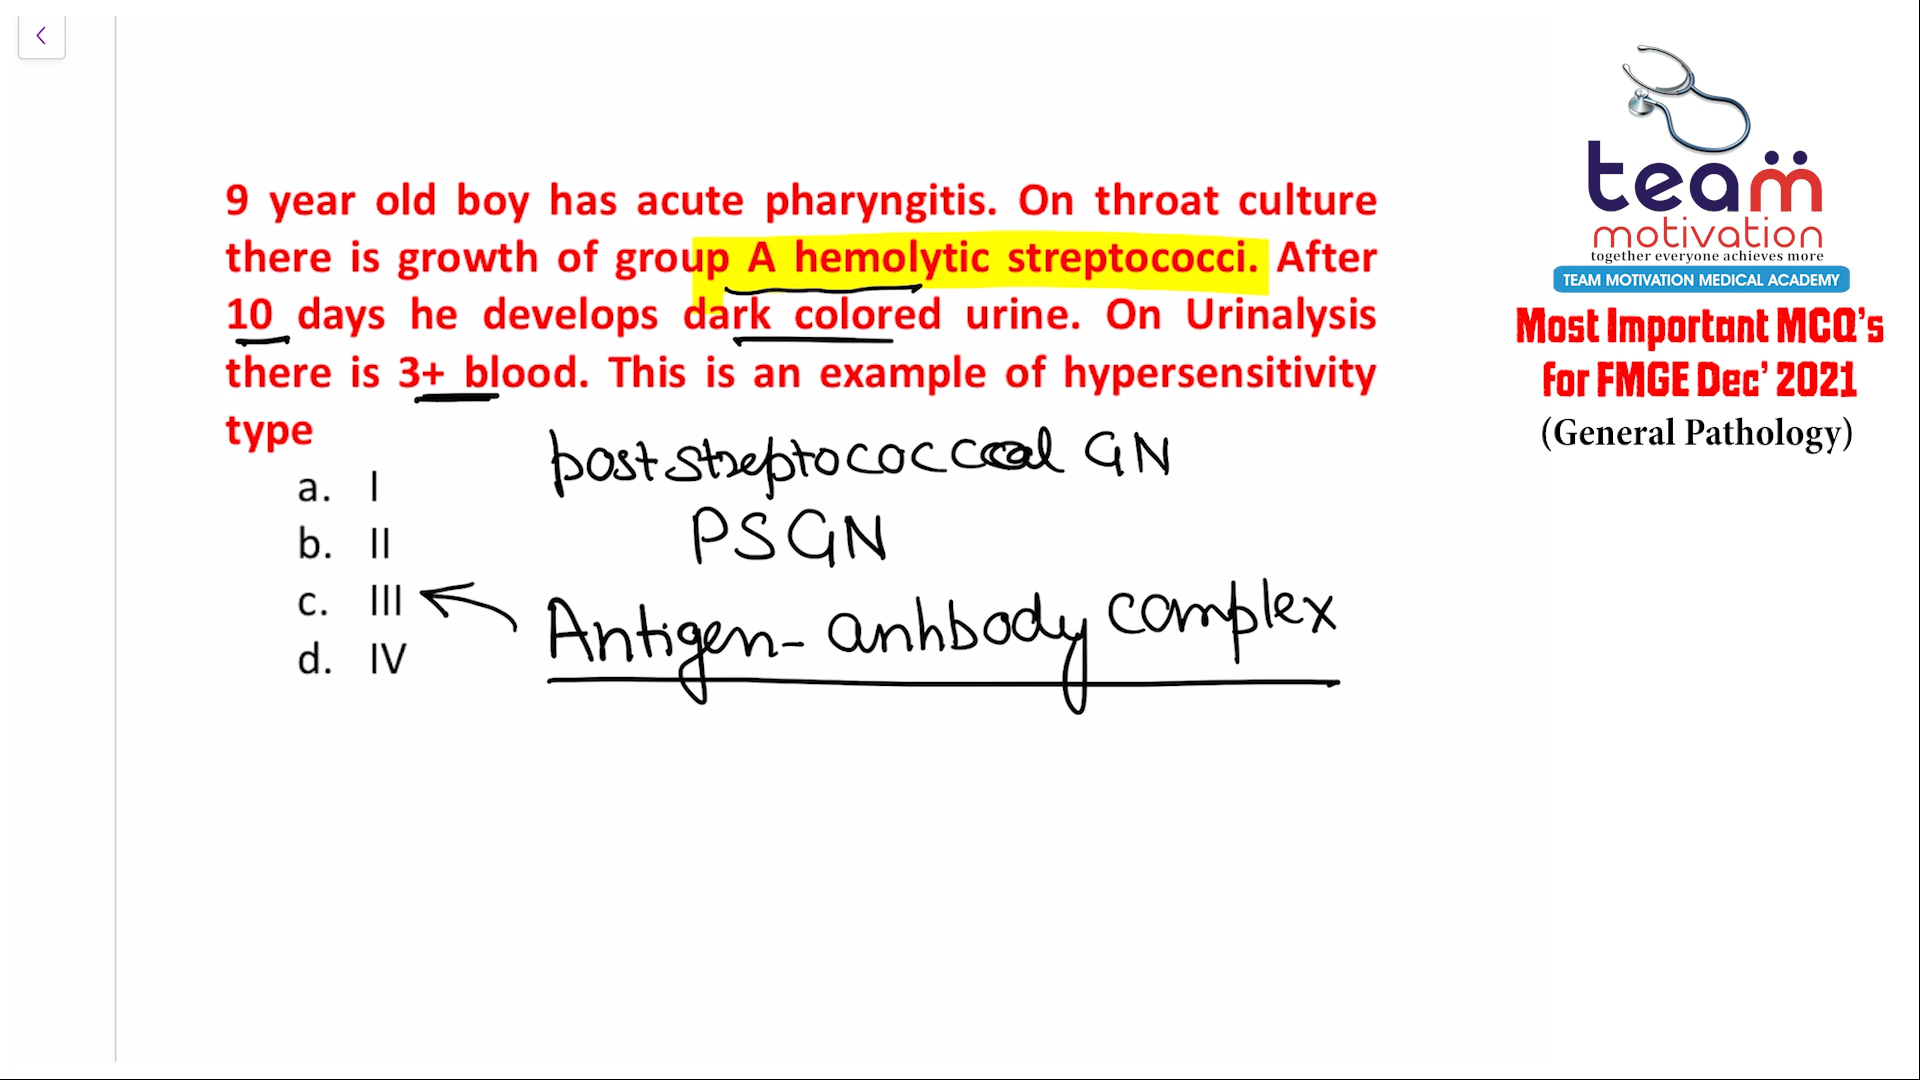 9 year old boy has acute pharyngitis. On throat culture
there is growth of group A hemolytic streptococci. After
10 days he develops dark colored urine. On Urinalysis
there is 3+ blood. This is an example of hypersensitivity
type
a. I
b. II
c. III
d. IV
poststreptococcal GN
PSGN
Antigen-antibody complex
team
motivation
together everyone achieves more
TEAM MOTIVATION MEDICAL ACADEMY
Most Important MCQ's
for FMGE Dec' 2021
(General Pathology)